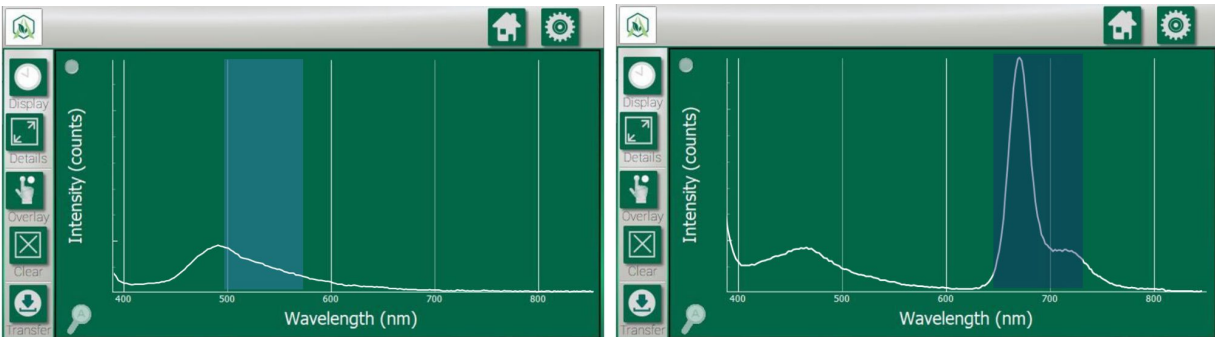 Display
Details
Overlay
Clear
Transfer
Intensity (counts)
400 500 600 700 800
Wavelength (nm)
A
Display
Details
Overlay
Clear
Transfer
Intensity (counts)
400 500 600 700 800
Wavelength (nm)
A